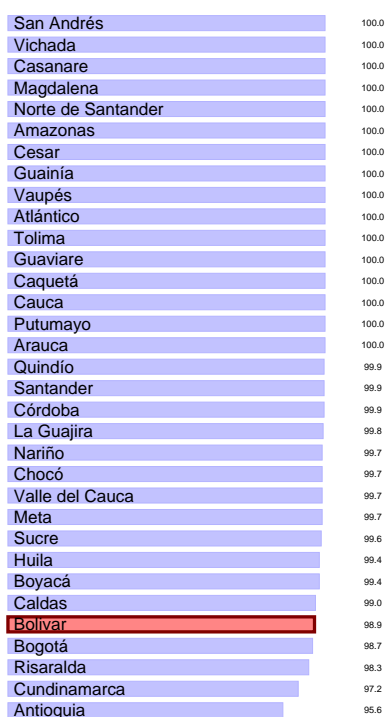 San Andrés 100.0
Vichada 100.0
Casanare 100.0
Magdalena 100.0
Norte de Santander 100.0
Amazonas 100.0
Cesar 100.0
Guainía 100.0
Vaupés 100.0
Atlántico 100.0
Tolima 100.0
Guaviare 100.0
Caquetá 100.0
Cauca 100.0
Putumayo 100.0
Arauca 100.0
Quindío 99.9
Santander 99.9
Córdoba 99.9
La Guajira 99.8
Nariño 99.7
Chocó 99.7
Valle del Cauca 99.7
Meta 99.7
Sucre 99.6
Huila 99.4
Boyacá 99.4
Caldas 99.0
Bolivar 98.9
Bogotá 98.7
Risaralda 98.3
Cundinamarca 97.2
Antioquia 95.6